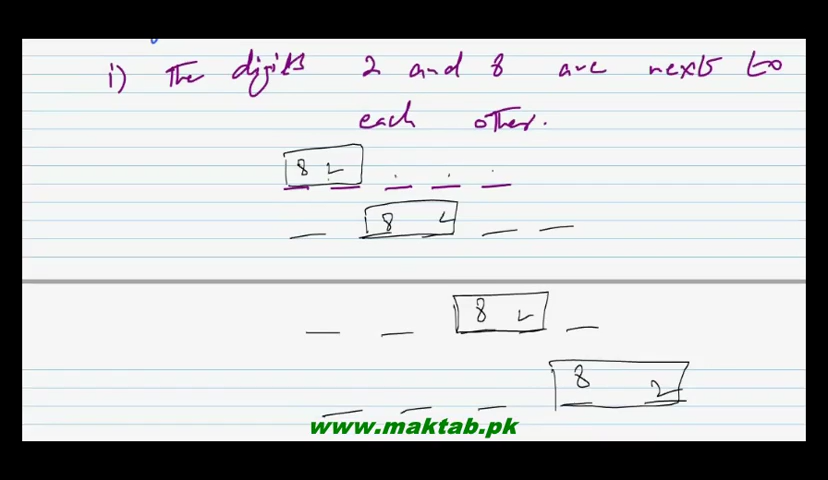 i) The digits 2 and 8 are next to
each other.
8 2
8 2
8 2
8 2
www.maktab.pk